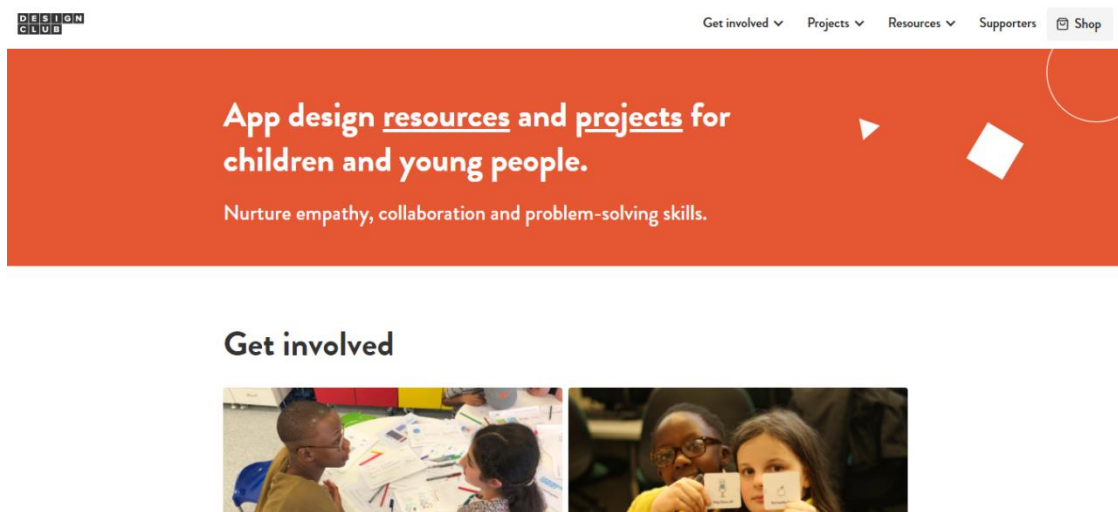 DESIGN
CLUB
Get involved
Projects
Resources
Supporters
Shop
App design resources and projects for
children and young people.
Nurture empathy, collaboration and problem-solving skills.
Get involved